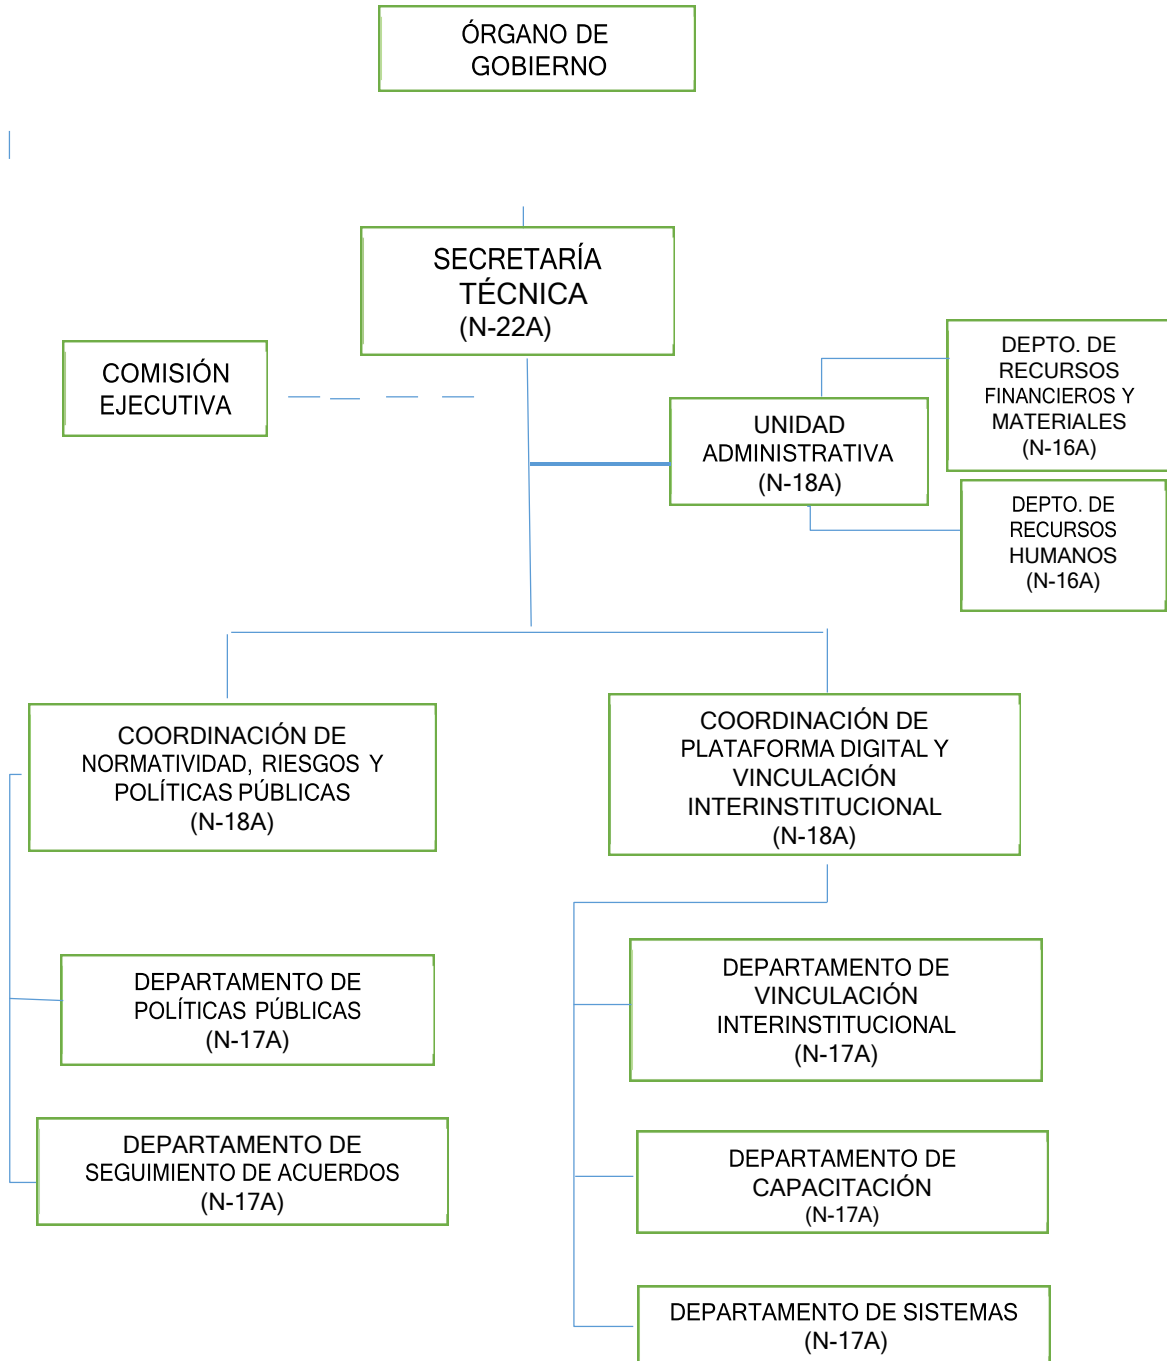 ÓRGANO DE
GOBIERNO
SECRETARÍA
TÉCNICA
(N-22A)
COMISIÓN
EJECUTIVA
UNIDAD
ADMINISTRATIVA
(N-18A)
DEPTO. DE
RECURSOS
FINANCIEROS Y
MATERIALES
(N-16A)
DEPTO. DE
RECURSOS
HUMANOS
(N-16A)
COORDINACIÓN DE
NORMATIVIDAD, RIESGOS Y
POLÍTICAS PÚBLICAS
(N-18A)
COORDINACIÓN DE
PLATAFORMA DIGITAL Y
VINCULACIÓN
INTERINSTITUCIONAL
(N-18A)
DEPARTAMENTO DE
POLÍTICAS PÚBLICAS
(N-17A)
DEPARTAMENTO DE
SEGUIMIENTO DE ACUERDOS
(N-17A)
DEPARTAMENTO DE
VINCULACIÓN
INTERINSTITUCIONAL
(N-17A)
DEPARTAMENTO DE
CAPACITACIÓN
(N-17A)
DEPARTAMENTO DE SISTEMAS
(N-17A)